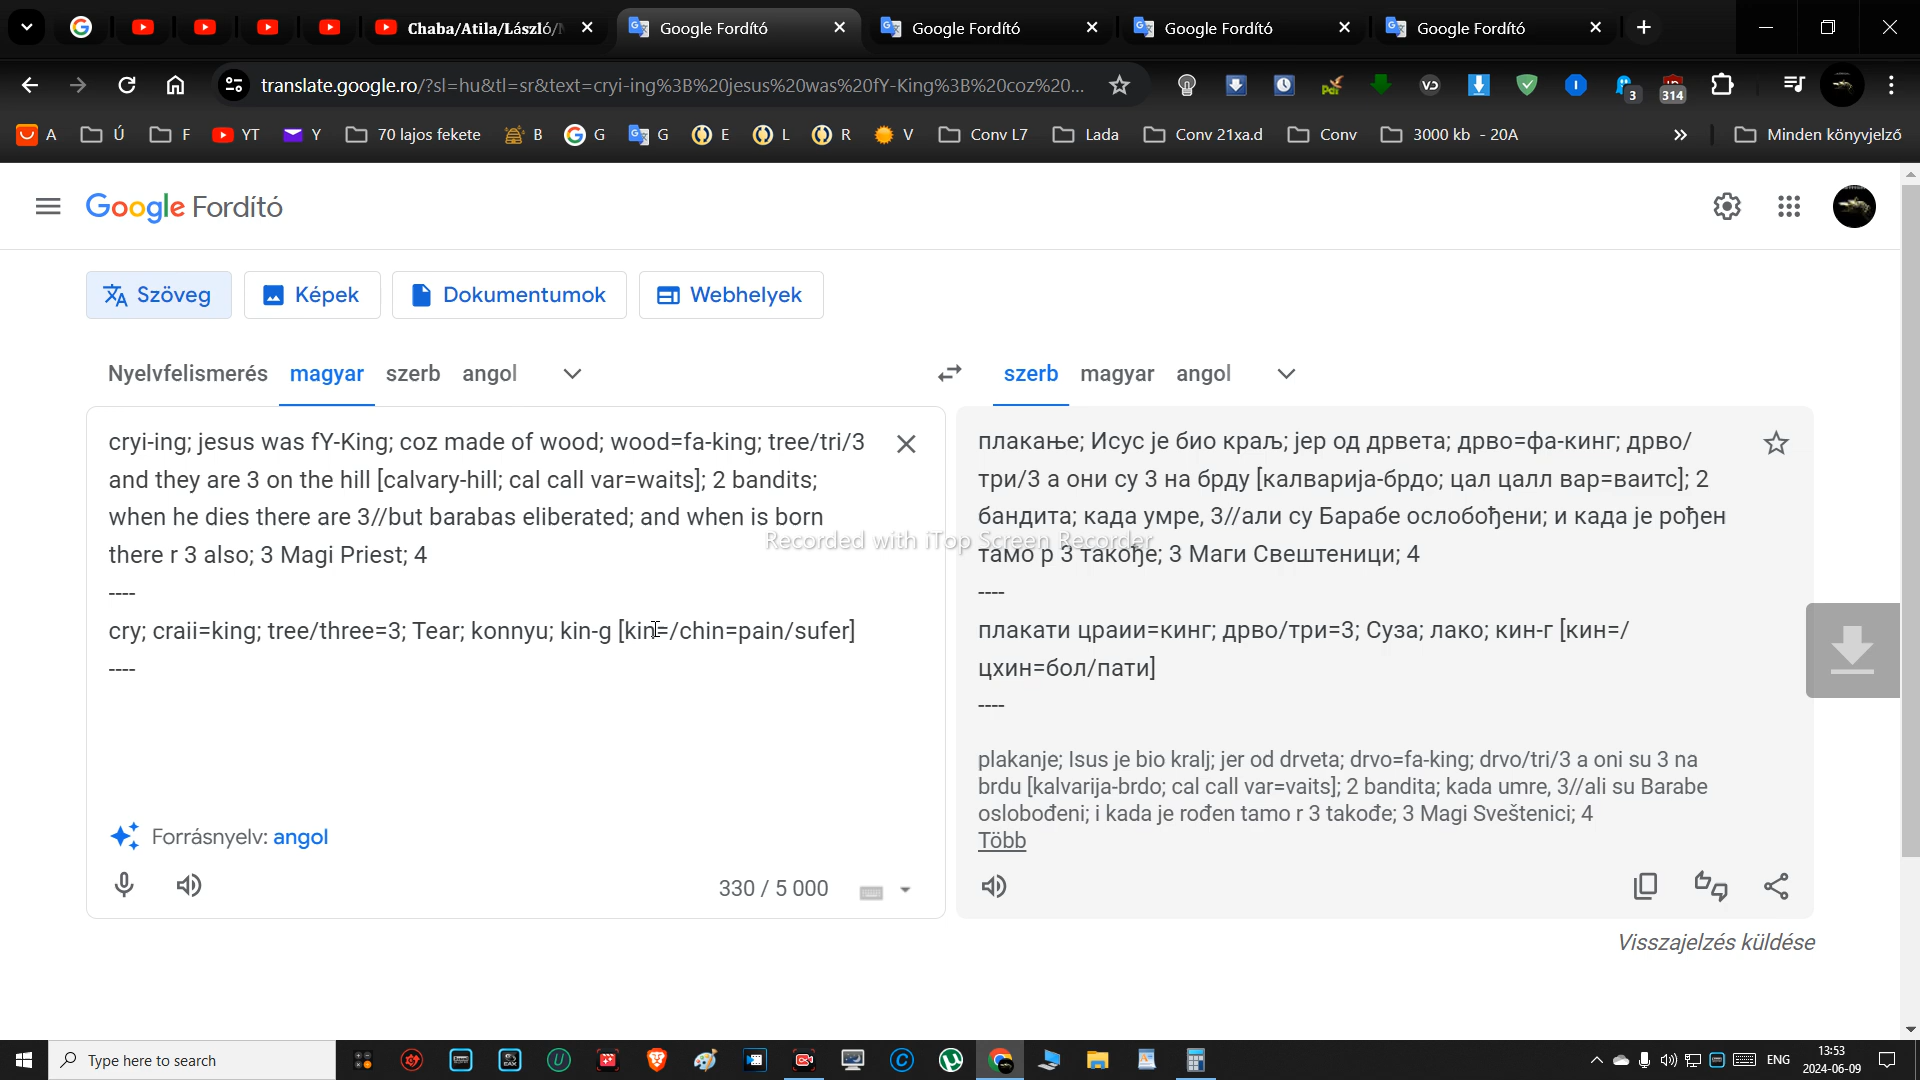 Chaba/Atila/László/
Google Fordító
Google Fordító
Google Fordító
Google Fordító
translate.google.ro/?sl=hu&tl=sr&text=cryi-ing%3B%20jesus%20was%20fY-King%3B%20coz%20...
3
314
A
Ú
F
YT
Y
70 lajos fekete
B
G
G
E
L
R
V
Conv L7
Lada
Conv 21xa.d
Conv
3000 kb - 20A
»
Minden könyvjelző
Google Fordító
Szöveg
Képek
Dokumentumok
Webhelyek
Nyelvfelismerés magyar szerb angol
szerb magyar angol
cryi-ing; jesus was fY-King; coz made of wood; wood=fa-king; tree/tri/3
and they are 3 on the hill [calvary-hill; cal call var=waits]; 2 bandits;
when he dies there are 3//but barabas eliberated; and when is born
there r 3 also; 3 Magi Priest; 4
----
cry; craii=king; tree/three=3; Tear; konnyu; kin-g [kin=/chin=pain/sufer]
----
Forrásnyelv: angol
330 / 5 000
плакање; Исус је био краљ; јер од дрвета; дрво=фа-кинг; дрво/
три/3 а они су 3 на брду [калварија-брдо; цал цалл вар=ваитс]; 2
бандита; када умре, 3//али су Барабе ослобођени; и када је рођен
тамо р 3 такође; 3 Маги Свештеници; 4
----
плакати цраии=кинг; дрво/три=3; Суза; лако; кин-г [кин=/
цхин=бол/пати]
----
plakanje; Isus je bio kralj; jer od drveta; drvo=fa-king; drvo/tri/3 a oni su 3 na
brdu [kalvarija-brdo; cal call var=vaits]; 2 bandita; kada umre, 3//ali su Barabe
oslobođeni; i kada je rođen tamo r 3 takođe; 3 Magi Sveštenici; 4
Több
Recorded with iTop Screen Recorder
Visszajelzés küldése
Type here to search
ENG
13:53
2024-06-09